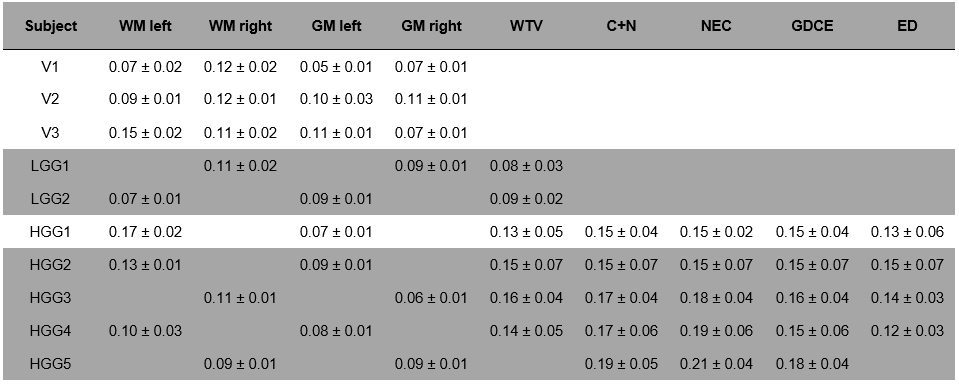 Subject WM left WM right GM left GM right WTV C+N NEC GDCE ED
V1 0.07 ± 0.02 0.12 ± 0.02 0.05 ± 0.01 0.07 ± 0.01
V2 0.09 ± 0.01 0.12 ± 0.01 0.10 ± 0.03 0.11 ± 0.01
V3 0.15 ± 0.02 0.11 ± 0.02 0.11 ± 0.01 0.07 ± 0.01
LGG1 0.11 ± 0.02 0.09 ± 0.01 0.08 ± 0.03
LGG2 0.07 ± 0.01 0.09 ± 0.01 0.09 ± 0.02
HGG1 0.17 ± 0.02 0.07 ± 0.01 0.13 ± 0.05 0.15 ± 0.04 0.15 ± 0.02 0.15 ± 0.04 0.13 ± 0.06
HGG2 0.13 ± 0.01 0.09 ± 0.01 0.15 ± 0.07 0.15 ± 0.07 0.15 ± 0.07 0.15 ± 0.07 0.15 ± 0.07
HGG3 0.11 ± 0.01 0.06 ± 0.01 0.16 ± 0.04 0.17 ± 0.04 0.18 ± 0.04 0.16 ± 0.04 0.14 ± 0.03
HGG4 0.10 ± 0.03 0.08 ± 0.01 0.14 ± 0.05 0.17 ± 0.06 0.19 ± 0.06 0.15 ± 0.06 0.12 ± 0.03
HGG5 0.09 ± 0.01 0.09 ± 0.01 0.19 ± 0.05 0.21 ± 0.04 0.18 ± 0.04